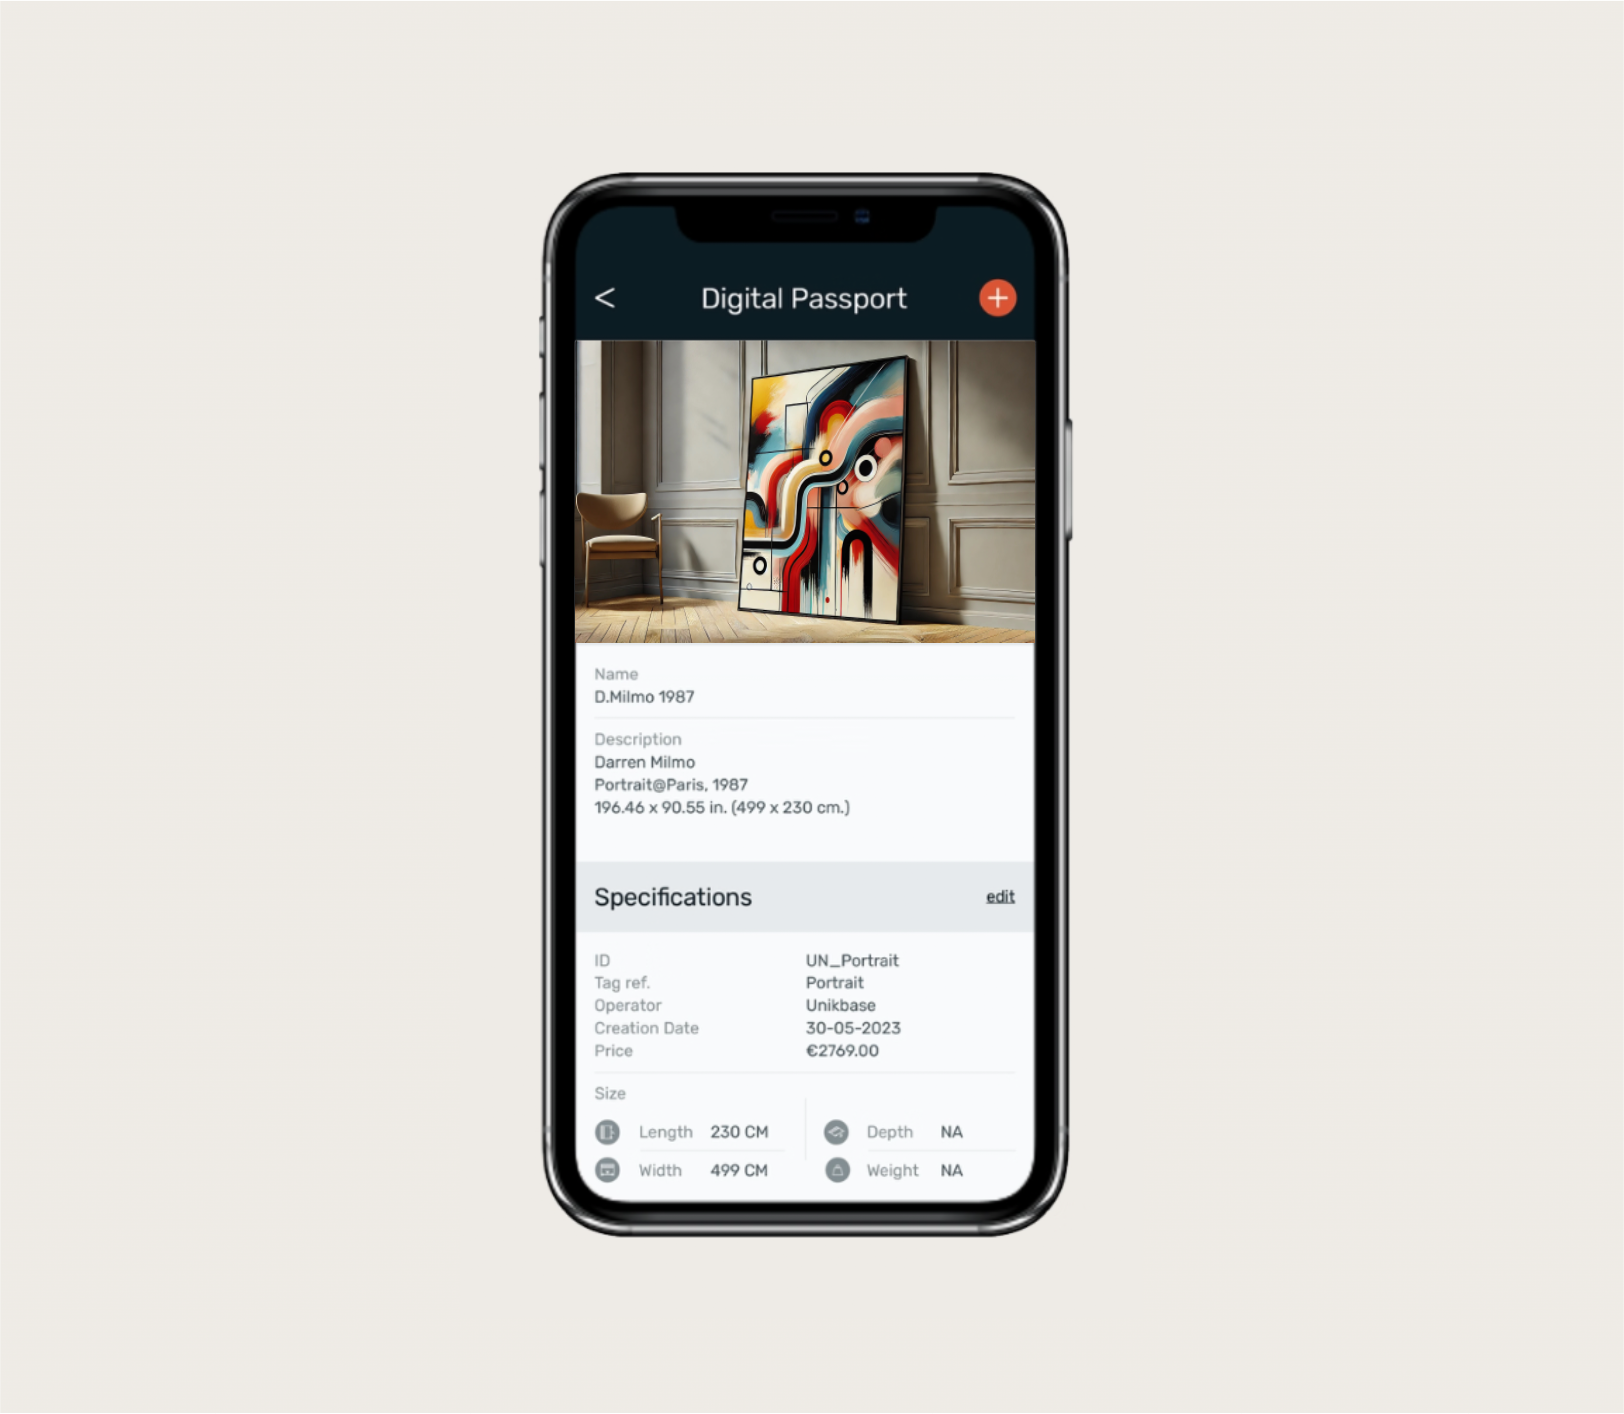 <
Digital Passport
+
Name
D.Milmo 1987
Description
Darren Milmo
Portrait@Paris, 1987
196.46 x 90.55 in. (499 x 230 cm.)
Specifications edit
ID UN_Portrait
Tag ref. Portrait
Operator Unikbase
Creation Date 30-05-2023
Price €2769.00
Size
Length 230 CM Depth NA
Width 499 CM Weight NA